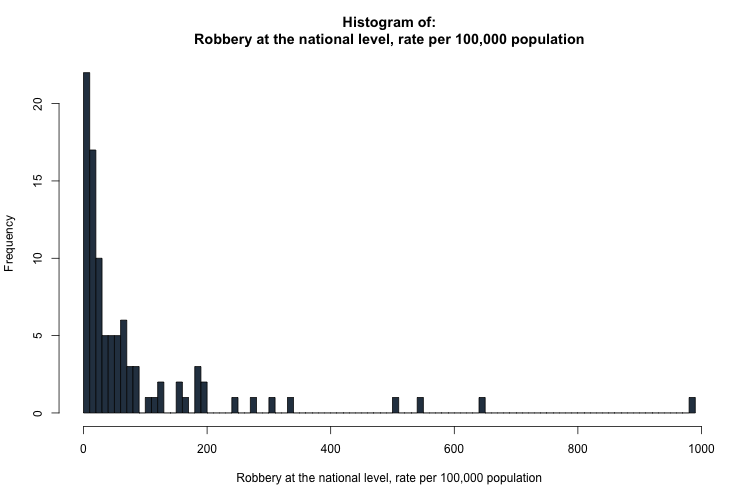 Histogram of:
Robbery at the national level, rate per 100,000 population
Frequency
20
15
10
5
0
0 200 400 600 800 1000
Robbery at the national level, rate per 100,000 population